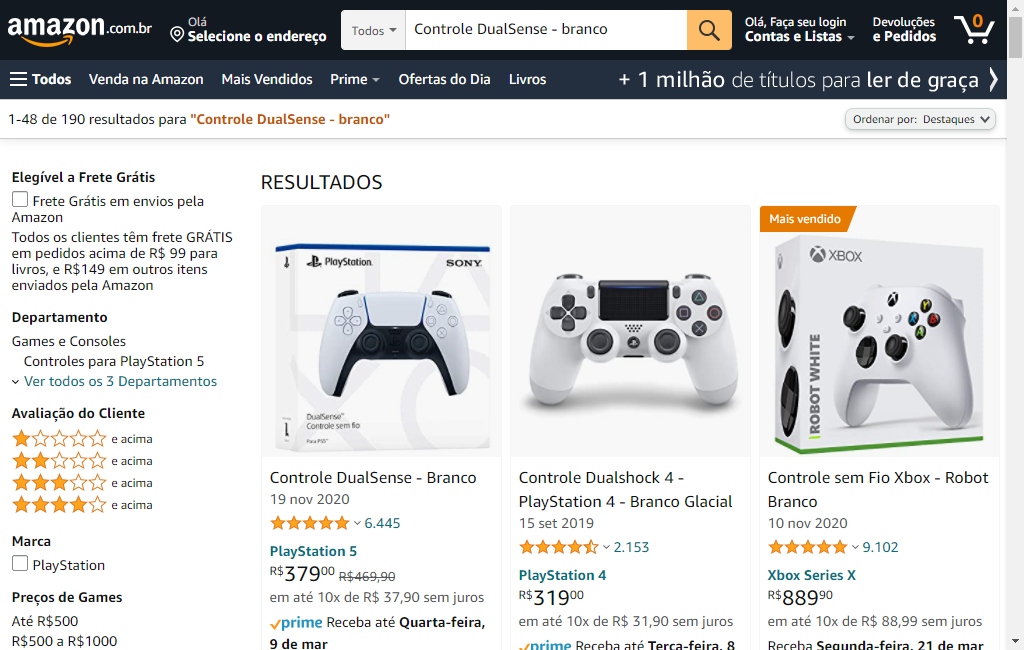 amazon.com.br
Olá
Selecione o endereço
Todos
Controle DualSense - branco
Olá, Faça seu login
Contas e Listas
Devoluções
e Pedidos
0
Todos
Venda na Amazon
Mais Vendidos
Prime
Ofertas do Dia
Livros
+ 1 milhão de títulos para ler de graça
1-48 de 190 resultados para "Controle DualSense - branco"
Ordenar por: Destaques
Elegível a Frete Grátis
Frete Grátis em envios pela
Amazon
Todos os clientes têm frete GRÁTIS
em pedidos acima de R$ 99 para
livros, e R$149 em outros itens
enviados pela Amazon
Departamento
Games e Consoles
Controles para PlayStation 5
Ver todos os 3 Departamentos
Avaliação do Cliente
e acima
e acima
e acima
e acima
Marca
PlayStation
Preços de Games
Até R$500
R$500 a R$1000
RESULTADOS
PlayStation
SONY
DualSense™
Controle sem fio
Para PS5™
Controle DualSense - Branco
19 nov 2020
6.445
PlayStation 5
R$37900 R$469,90
em até 10x de R$ 37,90 sem juros
prime Receba até Quarta-feira,
9 de mar
Controle Dualshock 4 -
PlayStation 4 - Branco Glacial
15 set 2019
2.153
PlayStation 4
R$31900
em até 10x de R$ 31,90 sem juros
prime Receba até Terça-feira, 8
Mais vendido
XBOX
ROBOT WHITE
Controle sem Fio Xbox - Robot
Branco
10 nov 2020
9.102
Xbox Series X
R$88990
em até 10x de R$ 88,99 sem juros
Receba Segunda-feira, 21 de mar